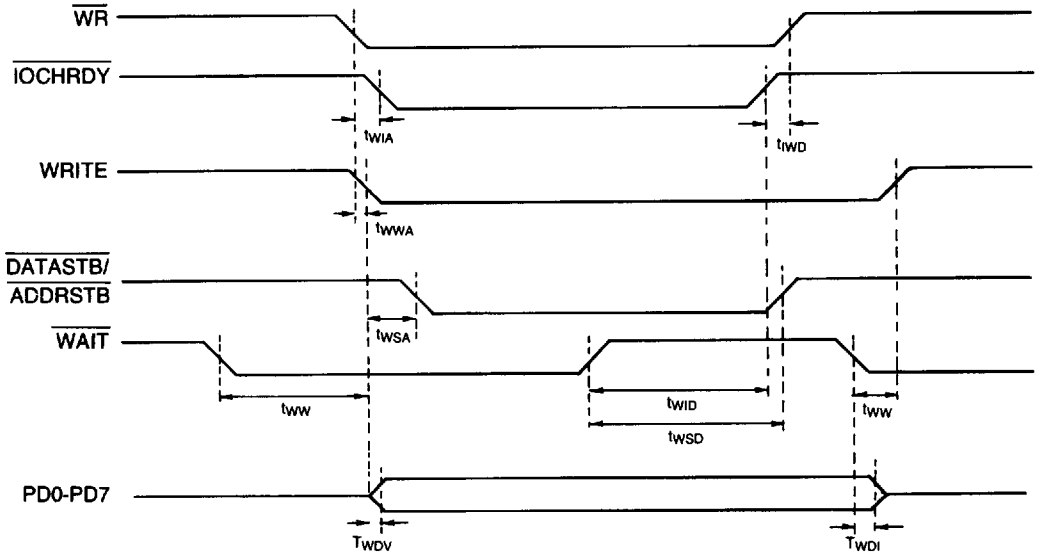 WR
IOCHRDY
tWIA
tIWD
WRITE
tWWA
DATASTB/
ADDRSTB
tWSA
WAIT
tWW
tWID
tWW
tWSD
PD0-PD7
TWDV
TWDI